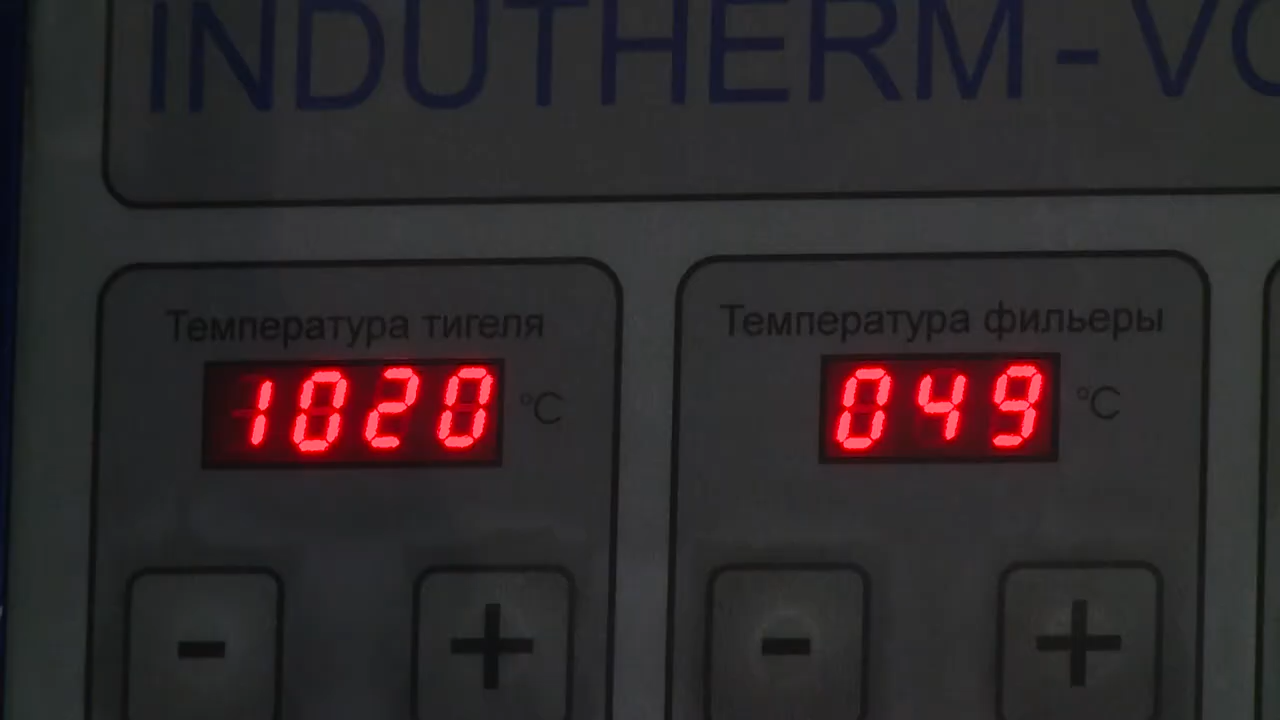 INDUTHERM - VC
Температура тигеля
1020 °C
Температура фильеры
049 °C
- +
- +